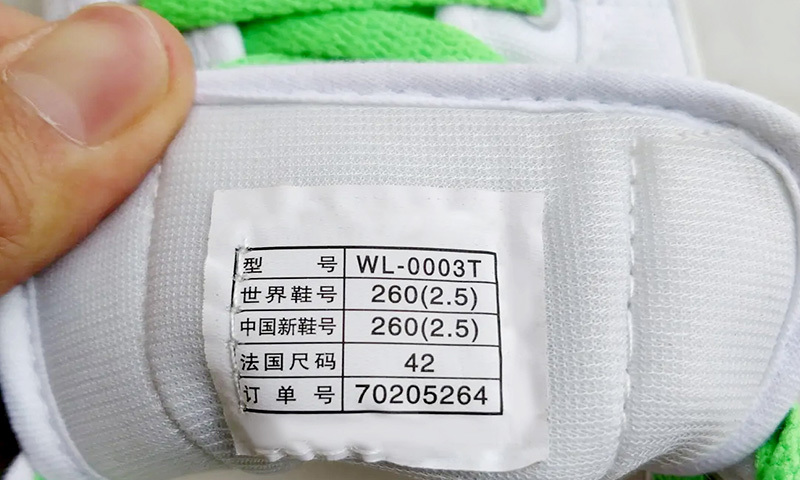 型 号 WL-0003T
世界鞋号 260(2.5)
中国新鞋号 260(2.5)
法国尺码 42
订 单 号 70205264